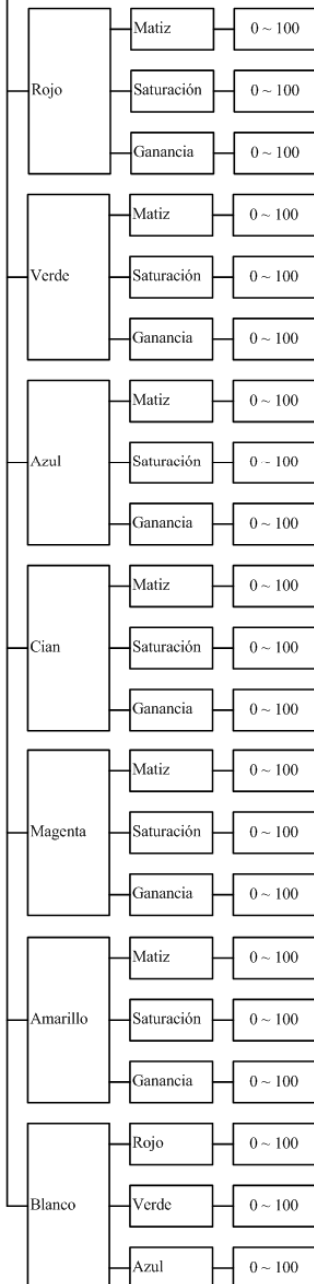 Rojo
Matiz 0 ~ 100
Saturación 0 ~ 100
Ganancia 0 ~ 100
Verde
Matiz 0 ~ 100
Saturación 0 ~ 100
Ganancia 0 ~ 100
Azul
Matiz 0 ~ 100
Saturación 0 ~ 100
Ganancia 0 ~ 100
Cian
Matiz 0 ~ 100
Saturación 0 ~ 100
Ganancia 0 ~ 100
Magenta
Matiz 0 ~ 100
Saturación 0 ~ 100
Ganancia 0 ~ 100
Amarillo
Matiz 0 ~ 100
Saturación 0 ~ 100
Ganancia 0 ~ 100
Blanco
Rojo 0 ~ 100
Verde 0 ~ 100
Azul 0 ~ 100